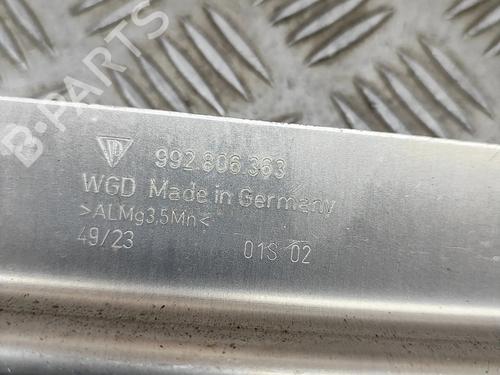 992.806.363
WGD Made in Germany
>ALMg3,5Mn<
49/23 01S 02
B-PARTS